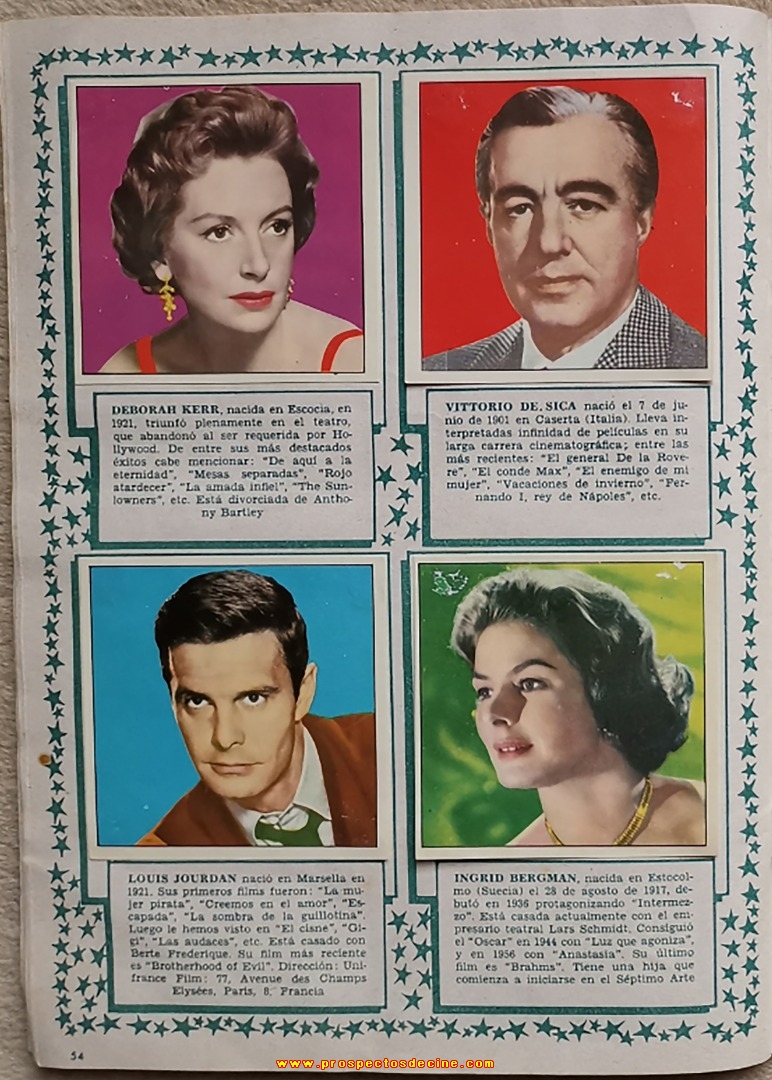 DEBORAH KERR, nacida en Escocia, en
1921, triunfó plenamente en el teatro,
que abandonó al ser requerida por Ho-
llywood. De entre sus más destacados
éxitos cabe mencionar: "De aquí a la
eternidad", "Mesas separadas", "Rojo
atardecer", "La amada infiel", "The Sun-
lowners", etc. Está divorciada de Antho-
ny Bartley
VITTORIO DE. SICA nació el 7 de ju-
nio de 1901 en Caserta (Italia). Lleva in-
terpretadas infinidad de películas en su
larga carrera cinematográfica; entre las
más recientes: "El general De la Rove-
re", "El conde Max", "El enemigo de mi
mujer", "Vacaciones de invierno", "Fer-
nando I, rey de Nápoles", etc.
LOUIS JOURDAN nació en Marsella en
1921. Sus primeros films fueron: "La mu-
jer pirata", "Creemos en el amor", "Es-
capada", "La sombra de la guillotina".
Luego le hemos visto en "El cisne", "Gi-
gi", "Las audaces", etc. Está casado con
Berte Frederique. Su film más reciente
es "Brotherhood of Evil". Dirección: Uni-
france Film: 77, Avenue des Champs
Elysées, Paris, 8, Francia
INGRID BERGMAN, nacida en Estocol-
mo (Suecia) el 28 de agosto de 1917, de-
butó en 1936 protagonizando "Intermez-
zo". Está casada actualmente con el em-
presario teatral Lars Schmidt. Consiguió
el "Oscar" en 1944 con "Luz que agoniza",
y en 1956 con "Anastasia". Su último
film es "Brahms". Tiene una hija que
comienza a iniciarse en el Séptimo Arte
54
www.prospectosdecine.com